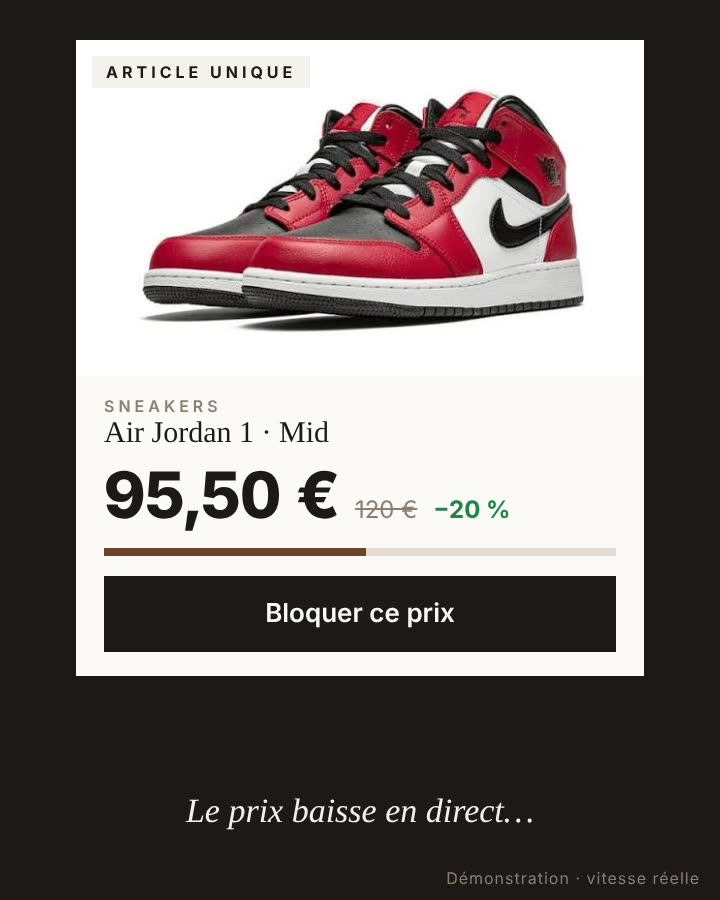 ARTICLE UNIQUE
SNEAKERS
Air Jordan 1 · Mid
95,50 € 120 € −20 %
Bloquer ce prix
Le prix baisse en direct…
Démonstration · vitesse réelle